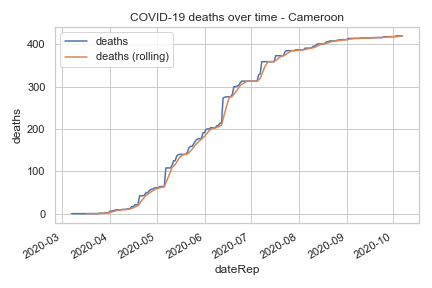 COVID-19 deaths over time - Cameroon
deaths
deaths (rolling)
400
300
200
100
0
deaths
2020-03
2020-04
2020-05
2020-06
2020-07
2020-08
2020-09
2020-10
dateRep